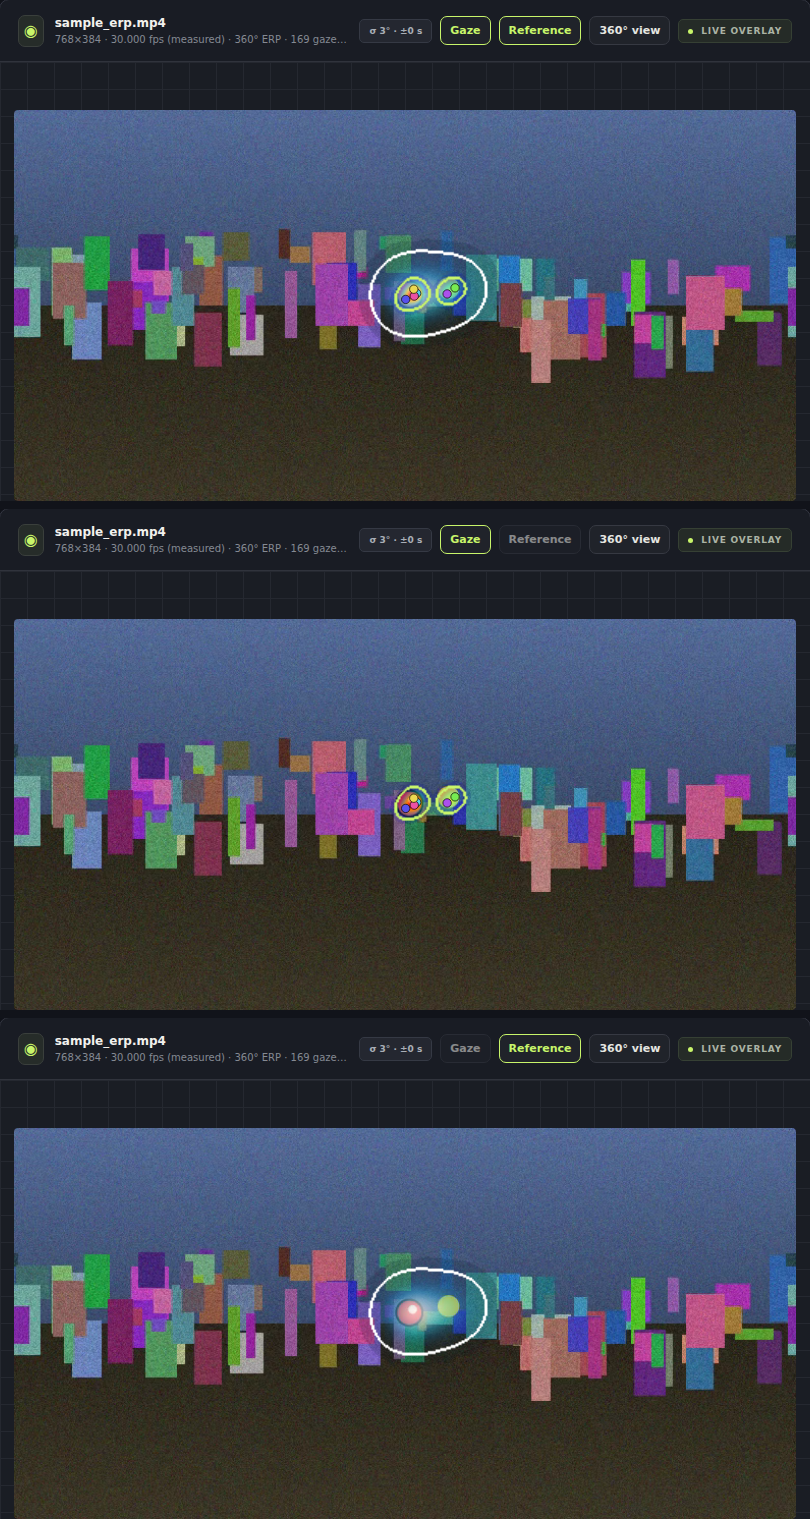 sample_erp.mp4
768×384 · 30.000 fps (measured) · 360° ERP · 169 gaze...
σ 3° · ±0 s
Gaze
Reference
360° view
LIVE OVERLAY
sample_erp.mp4
768×384 · 30.000 fps (measured) · 360° ERP · 169 gaze...
σ 3° · ±0 s
Gaze
Reference
360° view
LIVE OVERLAY
sample_erp.mp4
768×384 · 30.000 fps (measured) · 360° ERP · 169 gaze...
σ 3° · ±0 s
Gaze
Reference
360° view
LIVE OVERLAY